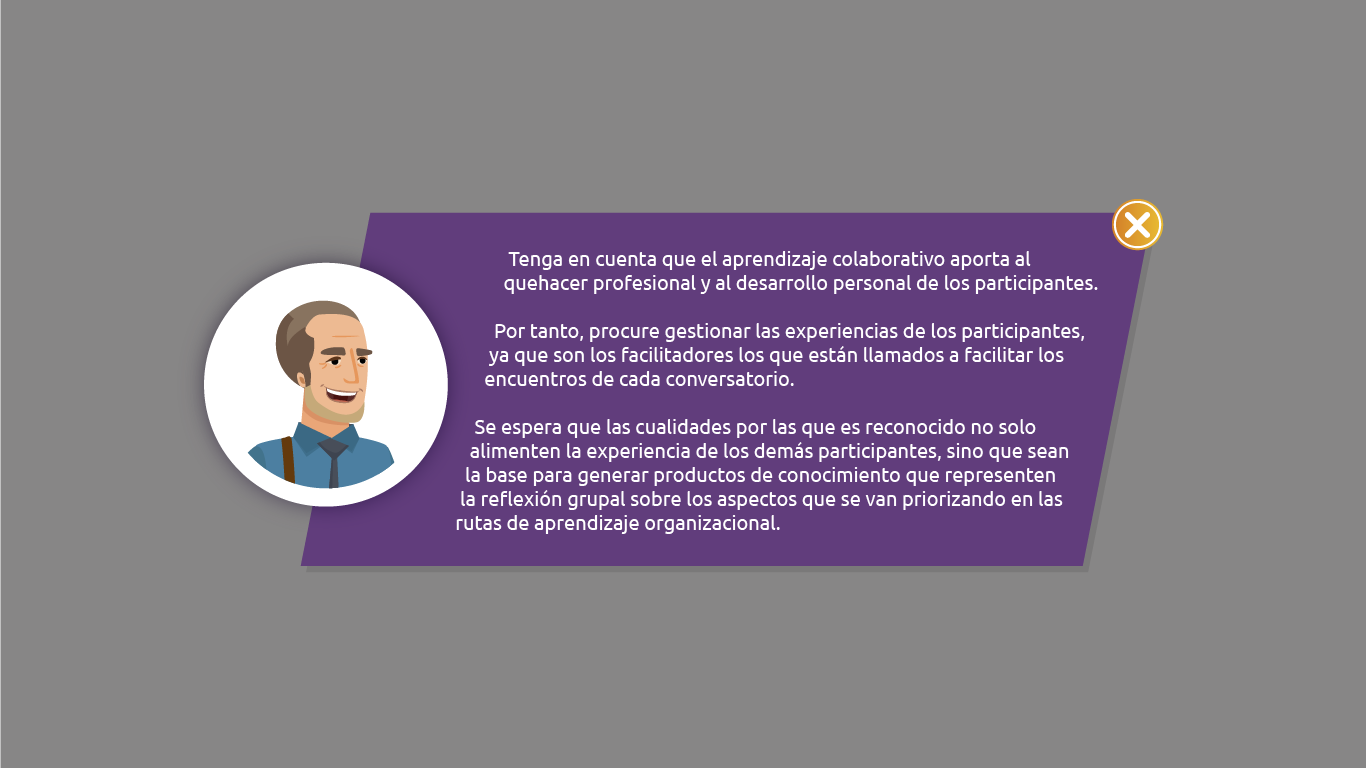 Tenga en cuenta que el aprendizaje colaborativo aporta al
quehacer profesional y al desarrollo personal de los participantes.
Por tanto, procure gestionar las experiencias de los participantes,
ya que son los facilitadores los que están llamados a facilitar los
encuentros de cada conversatorio.
Se espera que las cualidades por las que es reconocido no solo
alimenten la experiencia de los demás participantes, sino que sean
la base para generar productos de conocimiento que representen
la reflexión grupal sobre los aspectos que se van priorizando en las
rutas de aprendizaje organizacional.